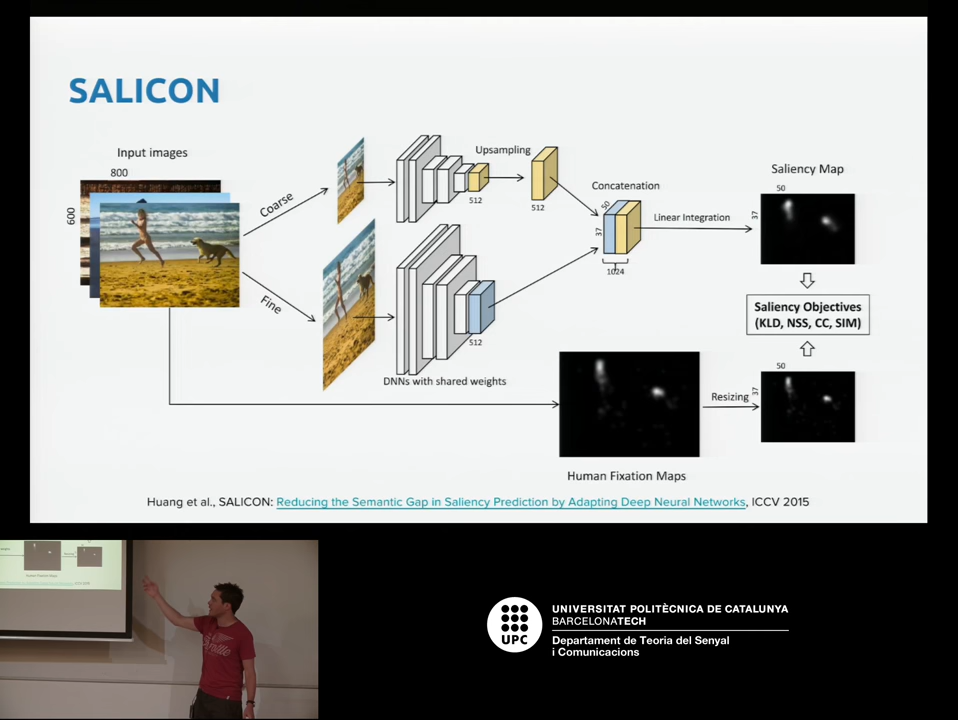 SALICON
Input images
800
600
Coarse
Fine
Upsampling
512
512
Concatenation
50
37
1024
Linear Integration
Saliency Map
50
37
Saliency Objectives
(KLD, NSS, CC, SIM)
512
DNNs with shared weights
Resizing
50
37
Human Fixation Maps
Huang et al., SALICON: Reducing the Semantic Gap in Saliency Prediction by Adapting Deep Neural Networks, ICCV 2015
UPC
UNIVERSITAT POLITÈCNICA DE CATALUNYA
BARCELONATECH
Departament de Teoria del Senyal
i Comunicacions